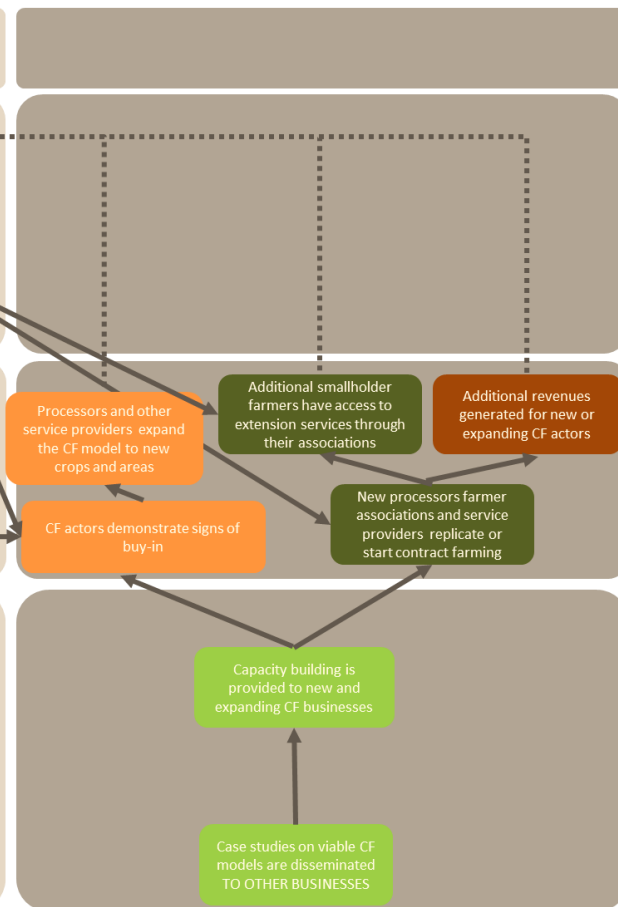 Processors and other
service providers expand
the CF model to new
crops and areas
Additional smallholder
farmers have access to
extension services through
their associations
Additional revenues
generated for new or
expanding CF actors
CF actors demonstrate signs of
buy-in
New processors farmer
associations and service
providers replicate or
start contract farming
Capacity building is
provided to new and
expanding CF businesses
Case studies on viable CF
models are disseminated
TO OTHER BUSINESSES